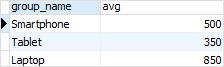 group_name avg
Smartphone 500
Tablet 350
Laptop 850